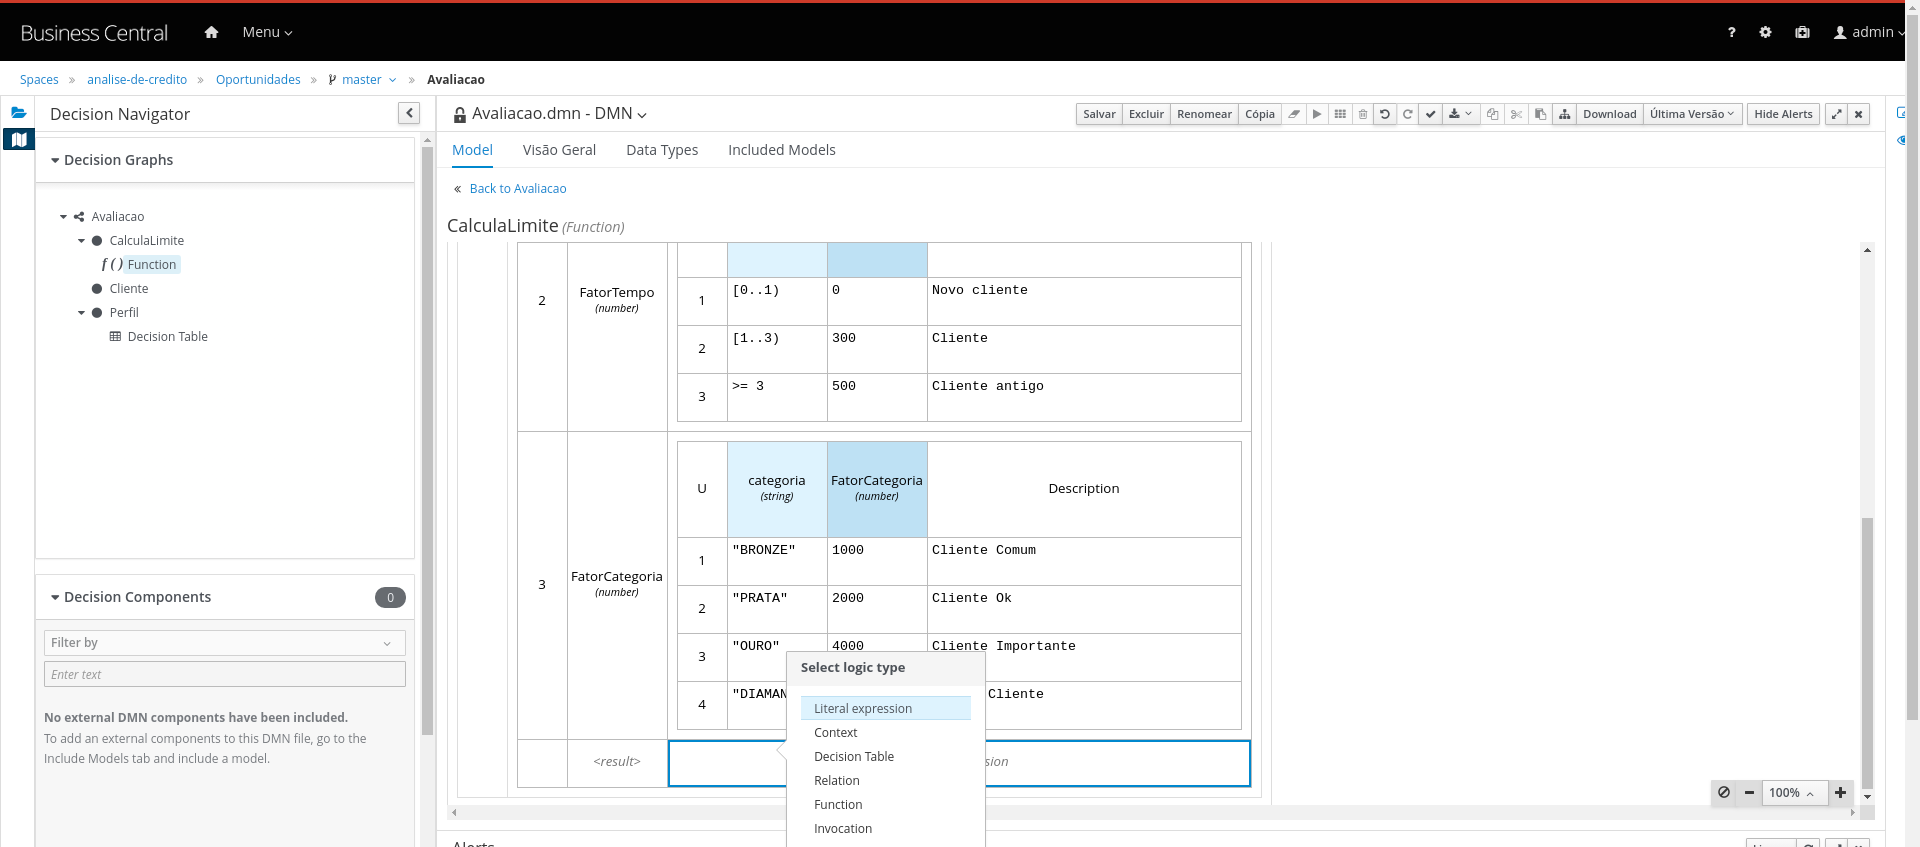 Business Central
Menu
?
admin
Spaces » analise-de-credito » Oportunidades » master » Avaliacao
Decision Navigator
Decision Graphs
Avaliacao
CalculaLimite
f ( ) Function
Cliente
Perfil
Decision Table
Decision Components
0
Filter by
Enter text
No external DMN components have been included.
To add an external components to this DMN file, go to the
Include Models tab and include a model.
Avaliacao.dmn - DMN
Salvar Excluir Renomear Cópia Download Última Versão Hide Alerts
Model Visão Geral Data Types Included Models
« Back to Avaliacao
CalculaLimite (Function)
2 FatorTempo
(number)
1 [0..1) 0 Novo cliente
2 [1..3) 300 Cliente
3 >= 3 500 Cliente antigo
3 FatorCategoria
(number)
U categoria FatorCategoria Description
(string) (number)
1 "BRONZE" 1000 Cliente Comum
2 "PRATA" 2000 Cliente Ok
3 "OURO" 4000 Cliente Importante
4 "DIAMAN Cliente
<result> sion
Select logic type
Literal expression
Context
Decision Table
Relation
Function
Invocation
100%
Alerts